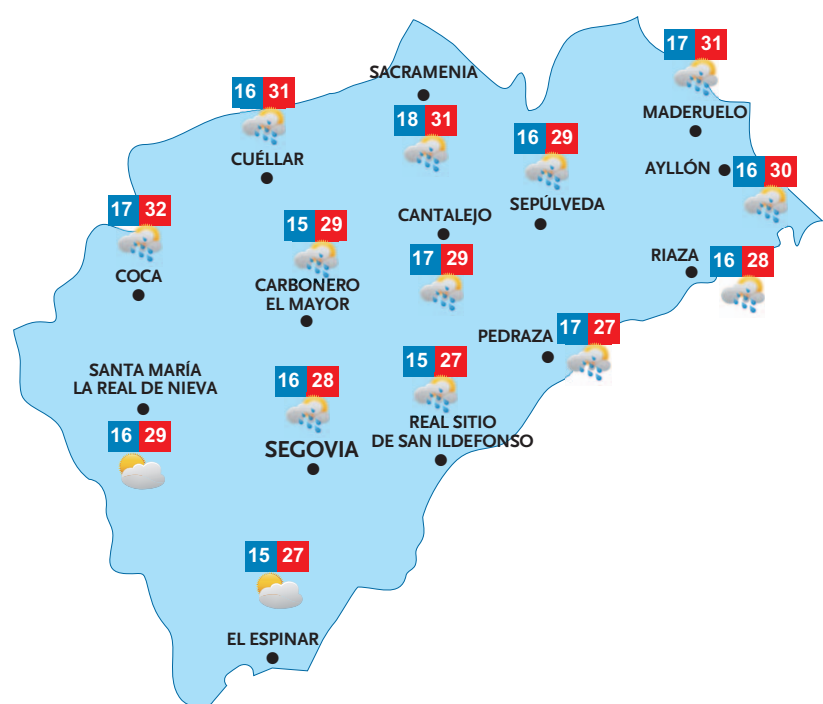 17 31
MADERUELO
SACRAMENIA
18 31
16 31
CUÉLLAR
16 29
SEPÚLVEDA
AYLLÓN
16 30
17 32
COCA
15 29
CARBONERO
EL MAYOR
CANTALEJO
17 29
RIAZA
16 28
PEDRAZA
17 27
SANTA MARÍA
LA REAL DE NIEVA
16 29
16 28
SEGOVIA
15 27
REAL SITIO
DE SAN ILDEFONSO
15 27
EL ESPINAR